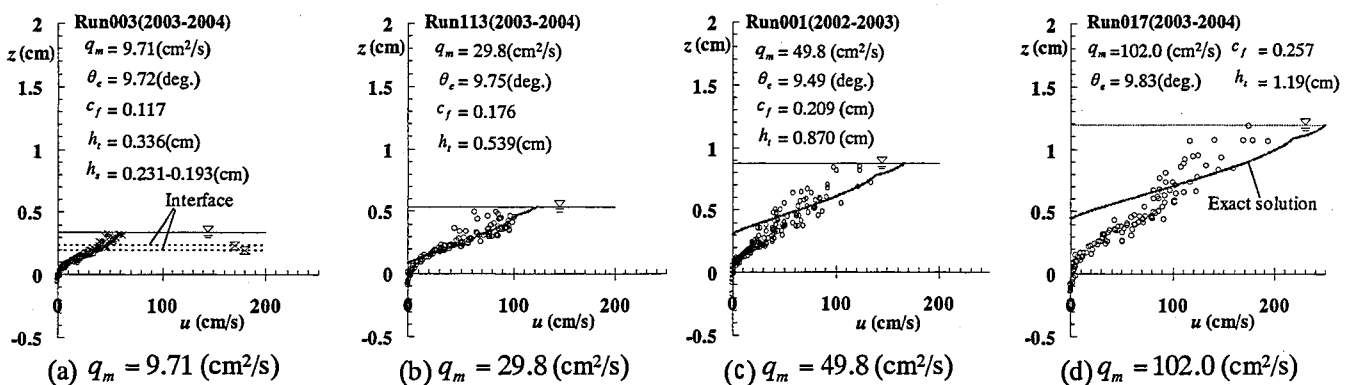 Run003(2003-2004)
2
z (cm)
q_m = 9.71(cm²/s)
θ_e = 9.72(deg.)
1.5
c_f = 0.117
h_t = 0.336(cm)
1
h_s = 0.231-0.193(cm)
Interface
0.5
0
0 100 200
-0.5
u (cm/s)
(a) q_m = 9.71 (cm²/s)
Run113(2003-2004)
2
z (cm)
q_m = 29.8(cm²/s)
θ_e = 9.75(deg.)
1.5
c_f = 0.176
h_t = 0.539(cm)
1
0.5
0
0 100 200
-0.5
u (cm/s)
(b) q_m = 29.8 (cm²/s)
Run001(2002-2003)
2
z (cm)
q_m = 49.8(cm²/s)
θ_e = 9.49(deg.)
1.5
c_f = 0.209 (cm)
h_t = 0.870(cm)
1
0.5
0
0 100 200
-0.5
u (cm/s)
(c) q_m = 49.8 (cm²/s)
Run017(2003-2004)
2
z (cm)
q_m =102.0 (cm²/s) c_f = 0.257
θ_e = 9.83(deg.) h_t = 1.19(cm)
1.5
1
0.5
Exact solution
0
0 100 200
-0.5
u (cm/s)
(d) q_m = 102.0 (cm²/s)